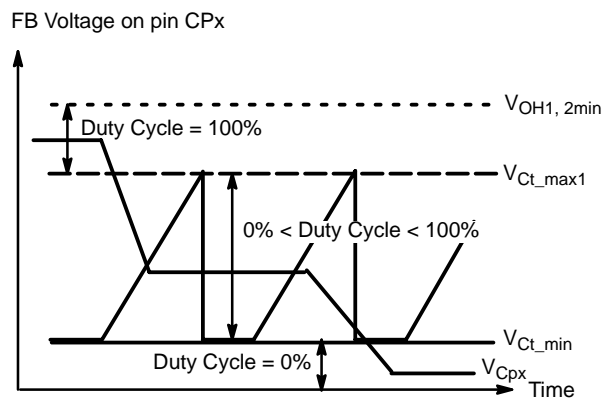 FB Voltage on pin CPx
VOH1, 2min
Duty Cycle = 100%
VCt_max1
0% < Duty Cycle < 100%
VCt_min
Duty Cycle = 0%
VCpx
Time